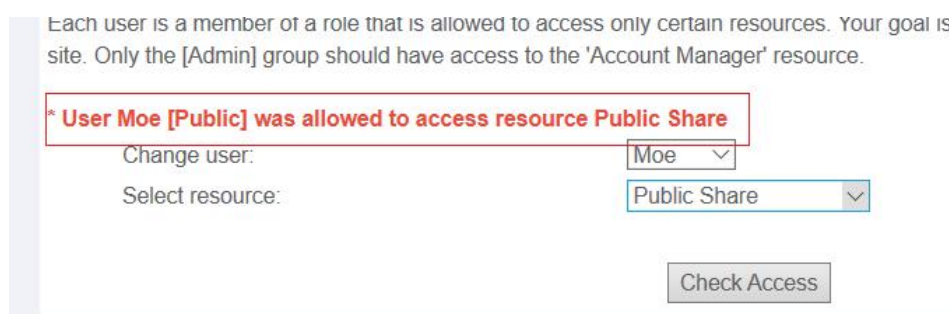 Each user is a member of a role that is allowed to access only certain resources. Your goal is
site. Only the [Admin] group should have access to the 'Account Manager' resource.
* User Moe [Public] was allowed to access resource Public Share
Change user: Moe
Select resource: Public Share
Check Access